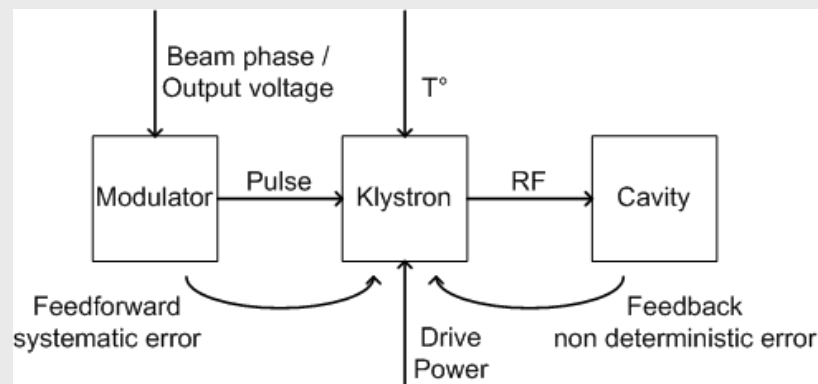 Beam phase /
Output voltage
T°
Modulator
Pulse
Klystron
RF
Cavity
Feedforward
systematic error
Drive
Power
Feedback
non deterministic error